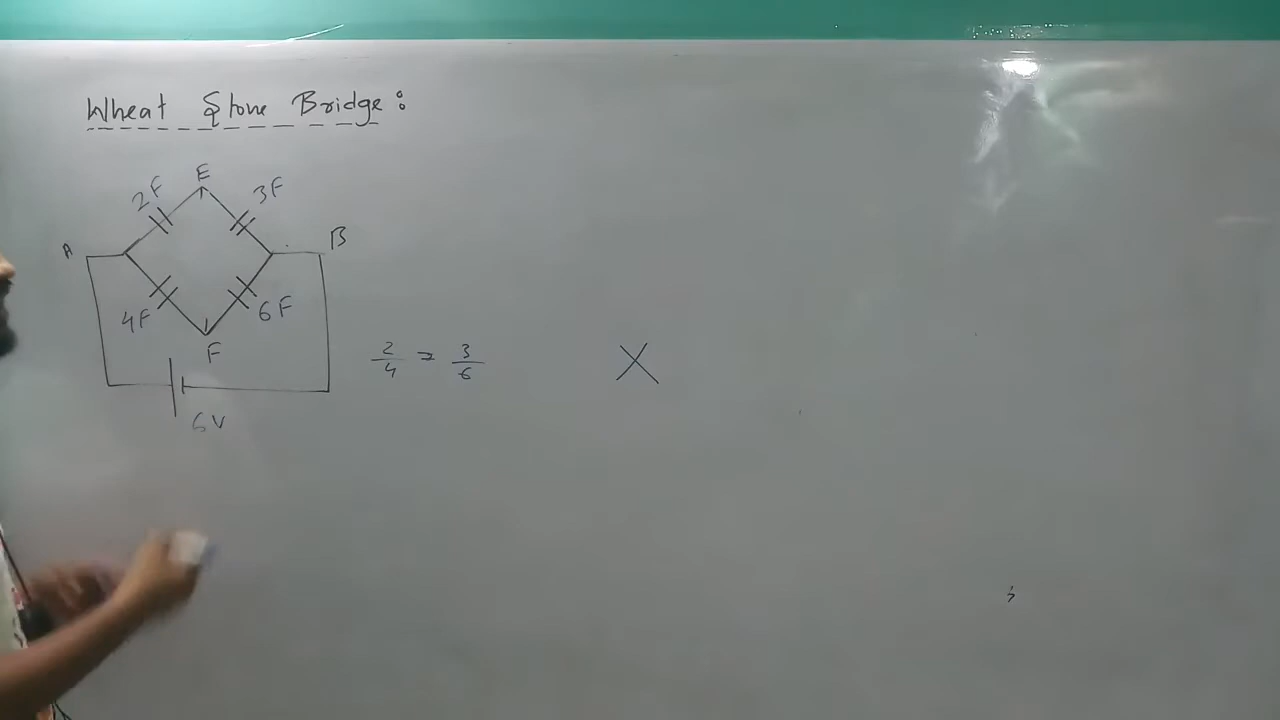 Wheat Stone Bridge:
E
2F 3F
A B
4F 6F
F
2/4 = 3/6
6V